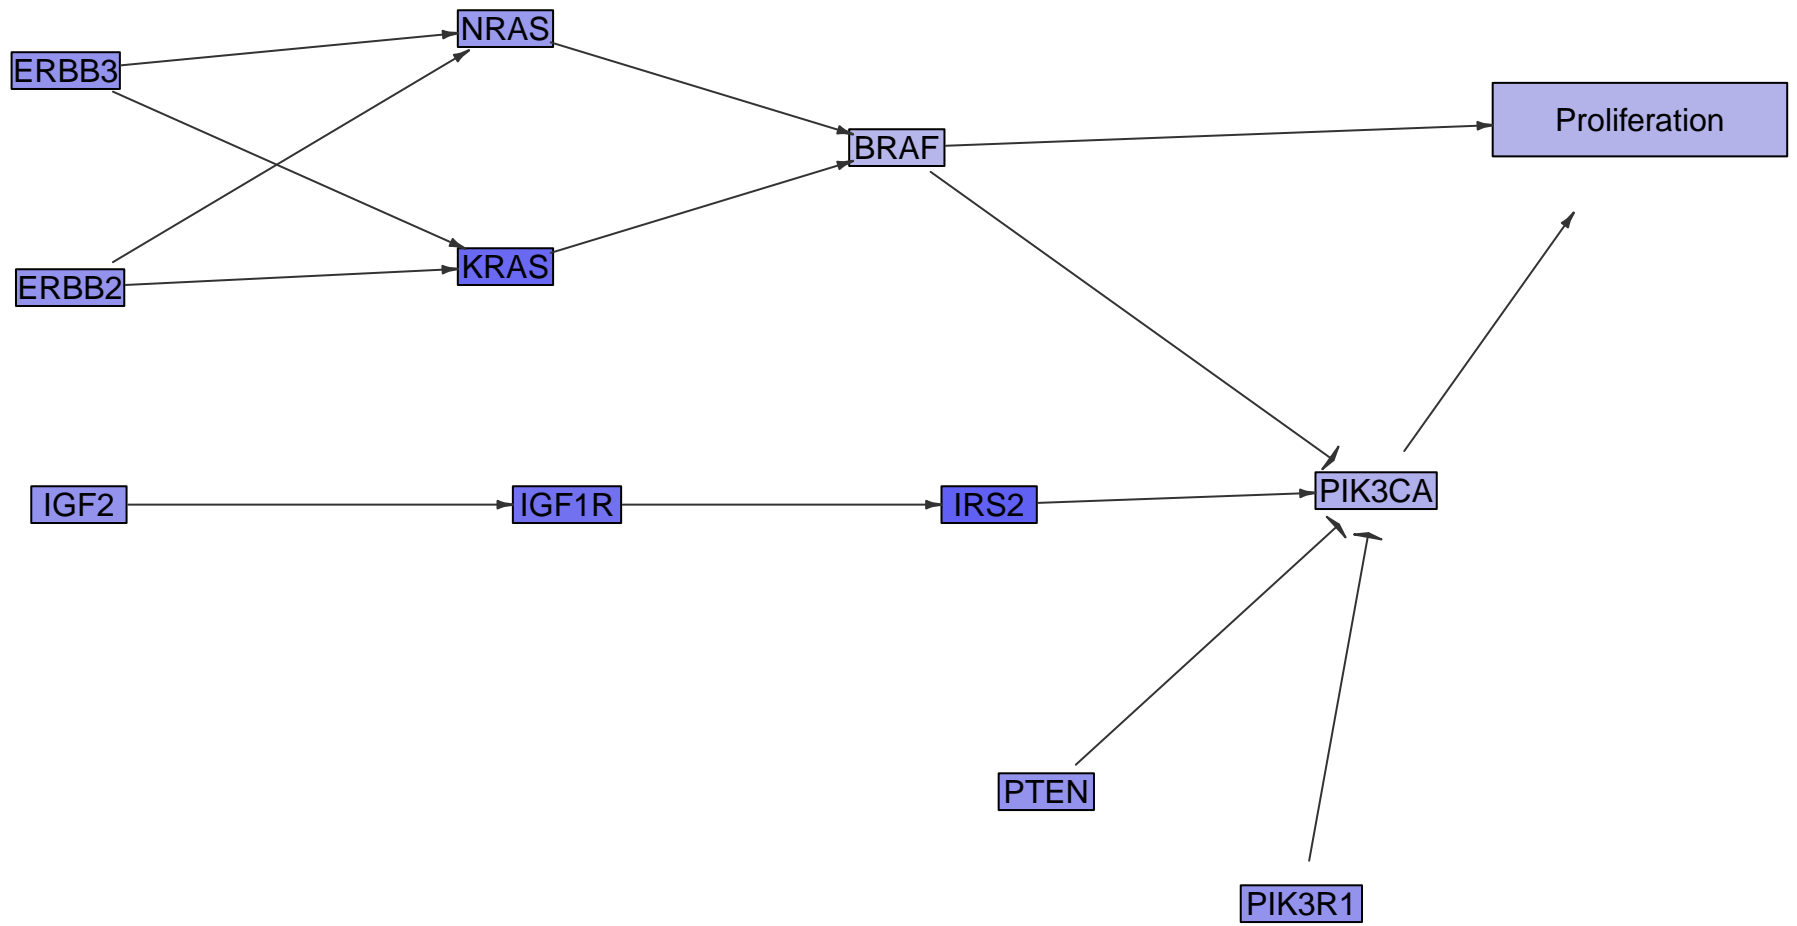 NRAS
ERBB3
Proliferation
BRAF
KRAS
ERBB2
PIK3CA
IGF2
IGF1R
IRS2
PTEN
PIK3R1